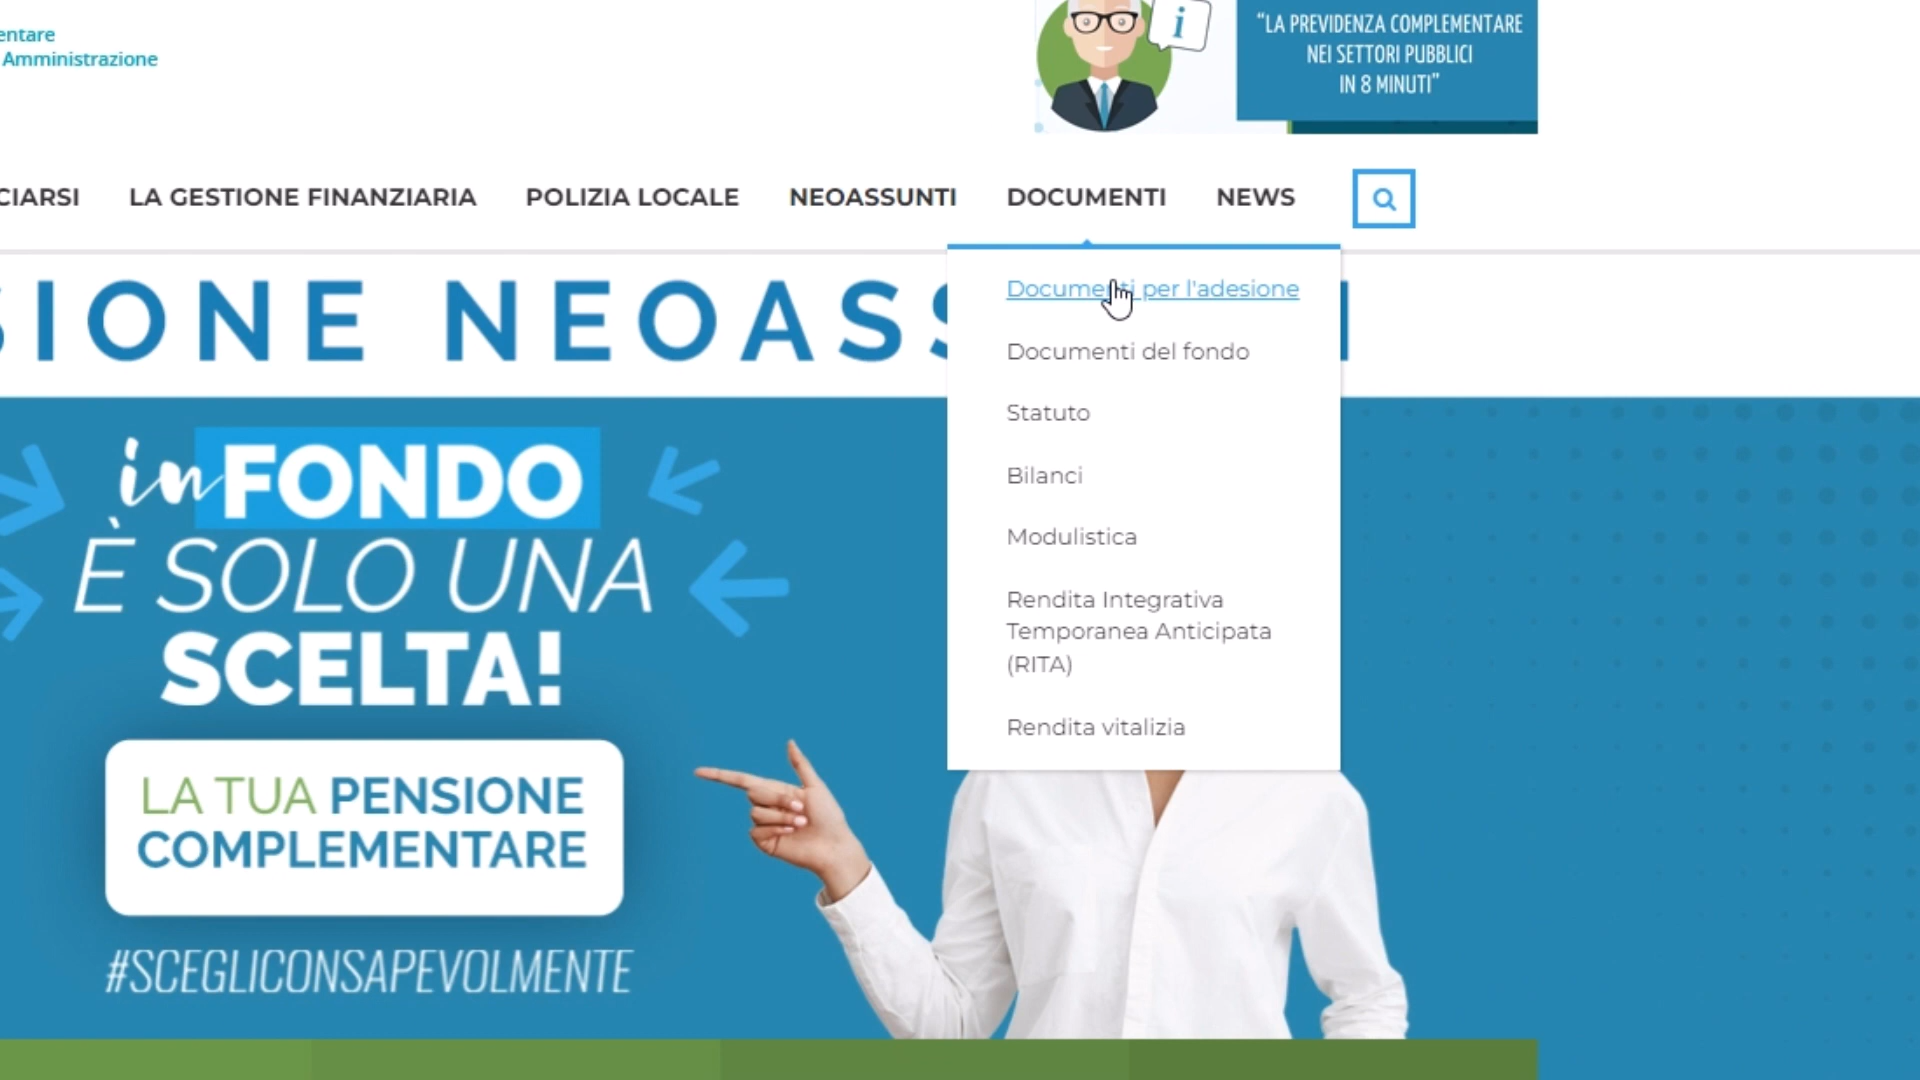 entare
Amministrazione
i
"LA PREVIDENZA COMPLEMENTARE
NEI SETTORI PUBBLICI
IN 8 MINUTI"
CIARSI
LA GESTIONE FINANZIARIA
POLIZIA LOCALE
NEOASSUNTI
DOCUMENTI
NEWS
SIONE NEOASS I
Documenti per l'adesione
Documenti del fondo
Statuto
Bilanci
Modulistica
Rendita Integrativa
Temporanea Anticipata
(RITA)
Rendita vitalizia
inFONDO
È SOLO UNA
SCELTA!
LA TUA PENSIONE
COMPLEMENTARE
#SCEGLICONSAPEVOLMENTE